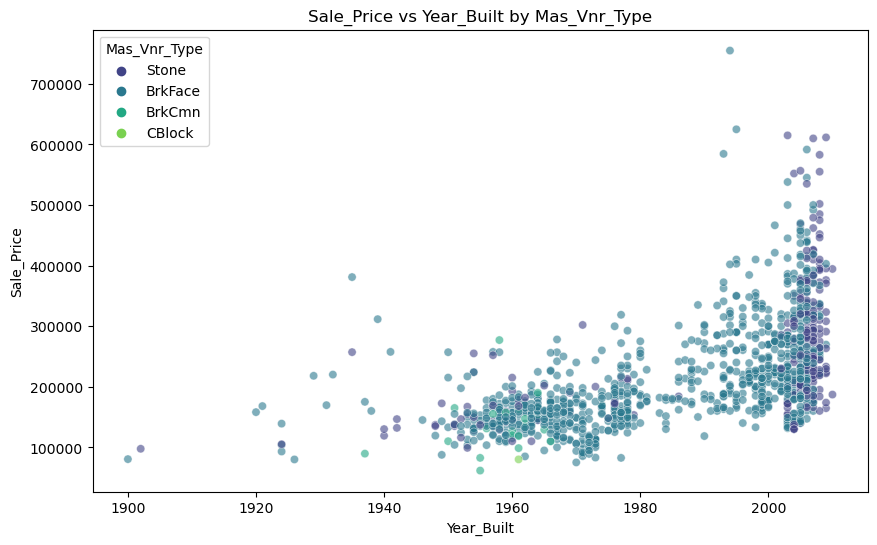 Sale_Price vs Year_Built by Mas_Vnr_Type
Mas_Vnr_Type
Stone
BrkFace
BrkCmn
CBlock
700000
600000
500000
400000
300000
200000
100000
Sale_Price
1900 1920 1940 1960 1980 2000
Year_Built